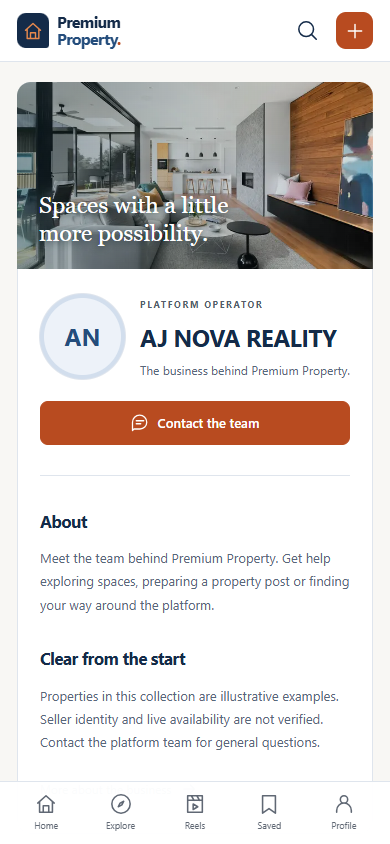 Premium
Property.
Spaces with a little
more possibility.
AN
PLATFORM OPERATOR
AJ NOVA REALITY
The business behind Premium Property.
Contact the team
About
Meet the team behind Premium Property. Get help
exploring spaces, preparing a property post or finding
your way around the platform.
Clear from the start
Properties in this collection are illustrative examples.
Seller identity and live availability are not verified.
Contact the platform team for general questions.
Home
Explore
Reels
Saved
Profile